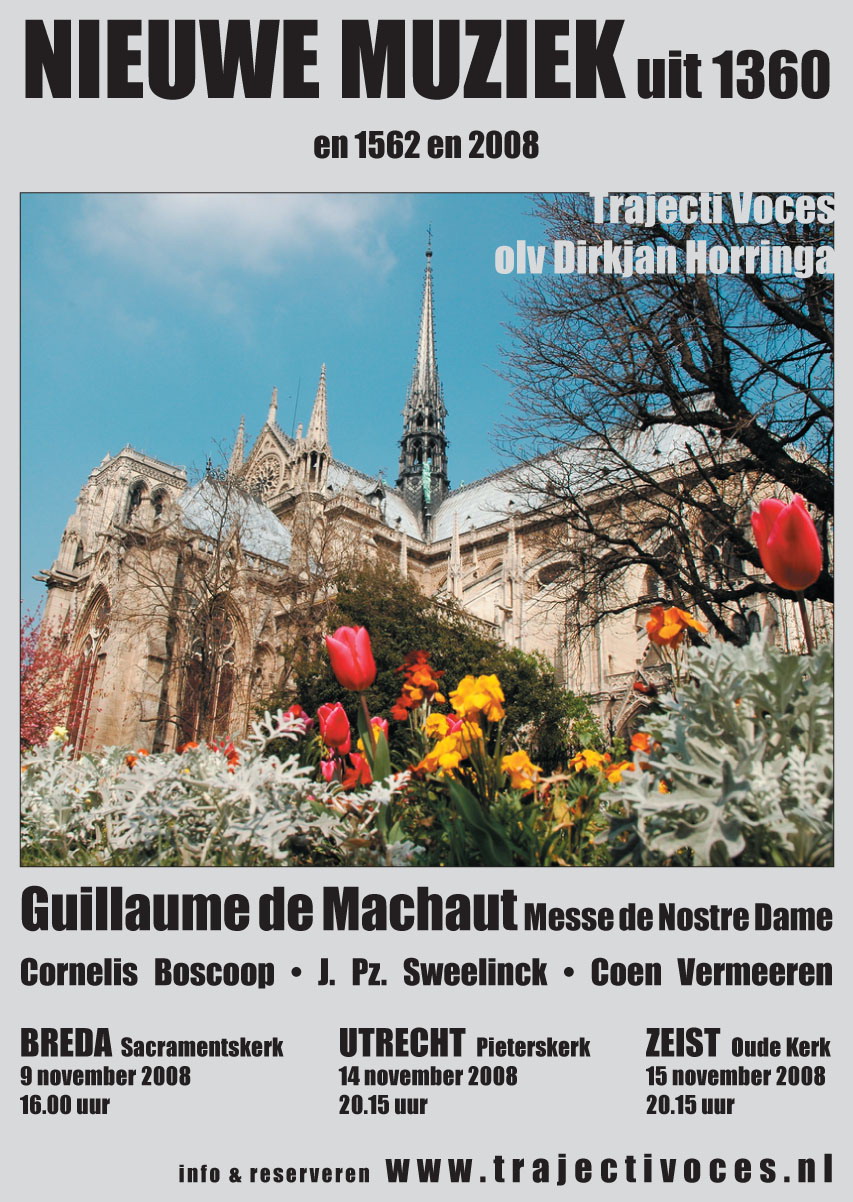 NIEUWE MUZIEK uit 1360
en 1562 en 2008
Trajecti Voces
olv Dirkjan Horringa
Guillaume de Machaut Messe de Nostre Dame
Cornelis Boscoop • J. Pz. Sweelinck • Coen Vermeeren
BREDA Sacramentskerk
9 november 2008
16.00 uur
UTRECHT Pieterskerk
14 november 2008
20.15 uur
ZEIST Oude Kerk
15 november 2008
20.15 uur
info & reserveren www.trajectivoces.nl